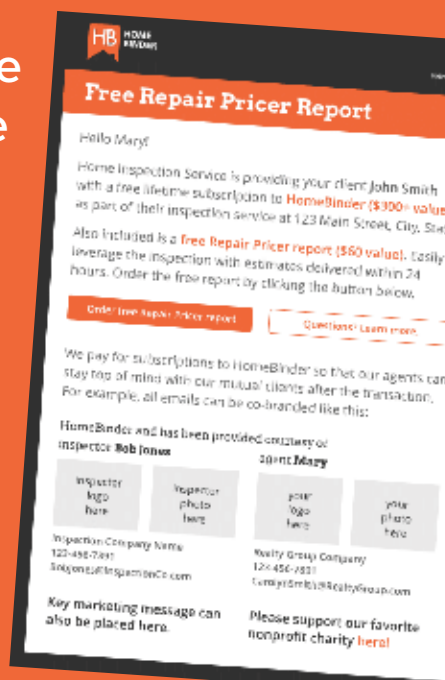 e
e
HB HOME
BINDER
Free Repair Pricer Report
Hello Mary!
Home Inspection Service is providing your client John Smith
with a free lifetime subscription to HomeBinder ($300+ value
as part of their inspection service at 123 Main Street, City, Stat
Also included is a free Repair Pricer report ($60 value). Easily
leverage the inspection with estimates delivered within 24
hours. Order the free report by clicking the button below.
Order free Repair Pricer report
Questions? Learn more.
We pay for subscriptions to HomeBinder so that our agents can
stay top of mind with our mutual clients after the transaction.
For example, all emails can be co-branded like this:
HomeBinder and has been provided courtesy of
inspector Bob Jones
agent Mary
inspector
logo
here
inspector
photo
here
your
logo
here
your
photo
here
Inspection Company Name
123-456-7891
BobJones@InspectionCo.com
Realty Group Company
123-456-7891
CarolynSmith@RealtyGroup.com
Key marketing message can
also be placed here.
Please support our favorite
nonprofit charity here!